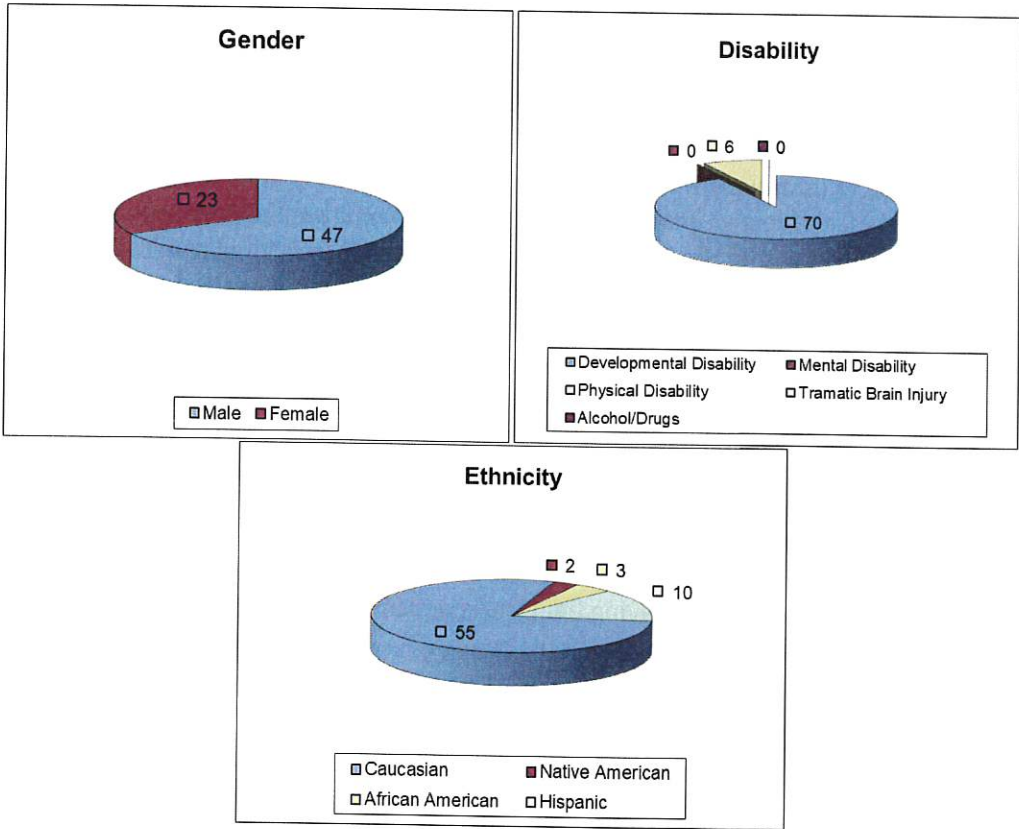 Gender
23
47
Male Female
Disability
0 6 0
70
Developmental Disability Mental Disability
Physical Disability Tramatic Brain Injury
Alcohol/Drugs
Ethnicity
2 3
10
55
Caucasian Native American
African American Hispanic